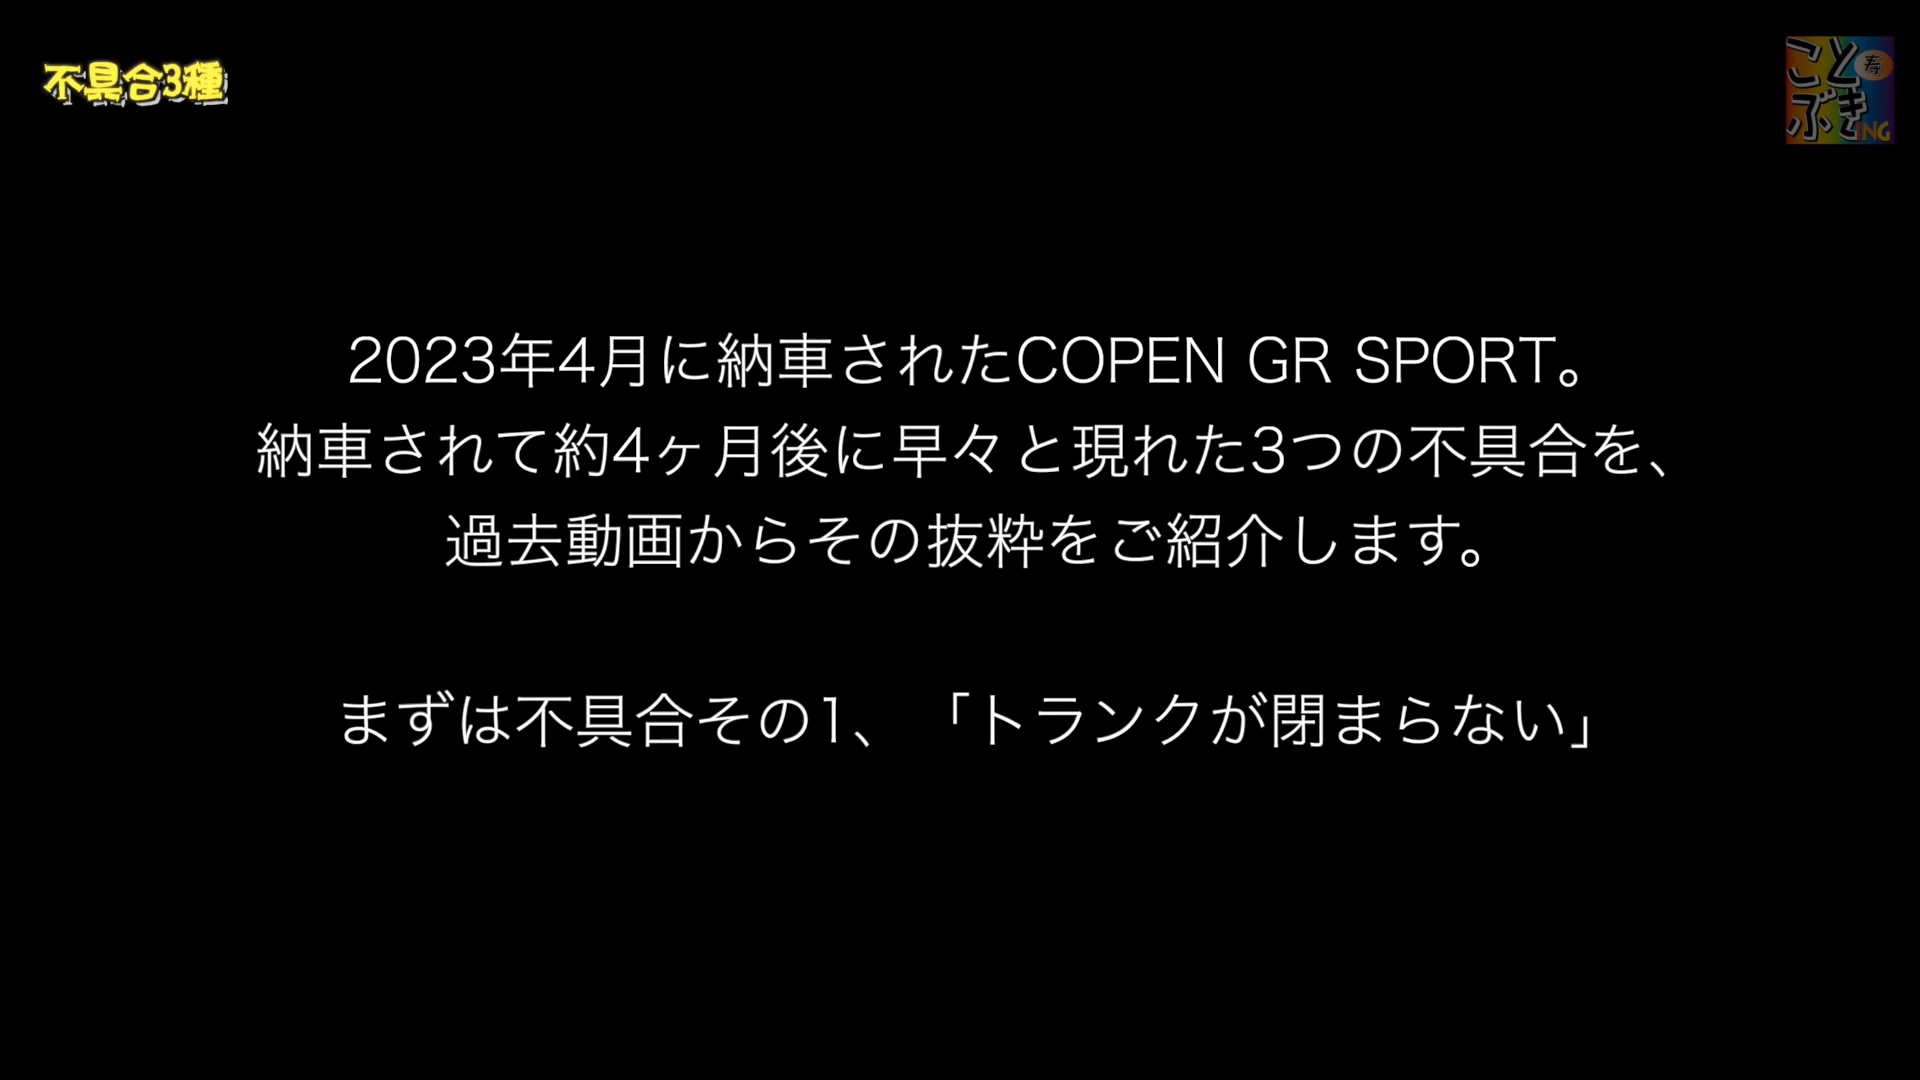 不具合3種
ことぶき
寿
ING
2023年4月に納車されたCOPEN GR SPORT。
納車されて約4ヶ月後に早々と現れた3つの不具合を、
過去動画からその抜粋をご紹介します。
まずは不具合その1、「トランクが閉まらない」